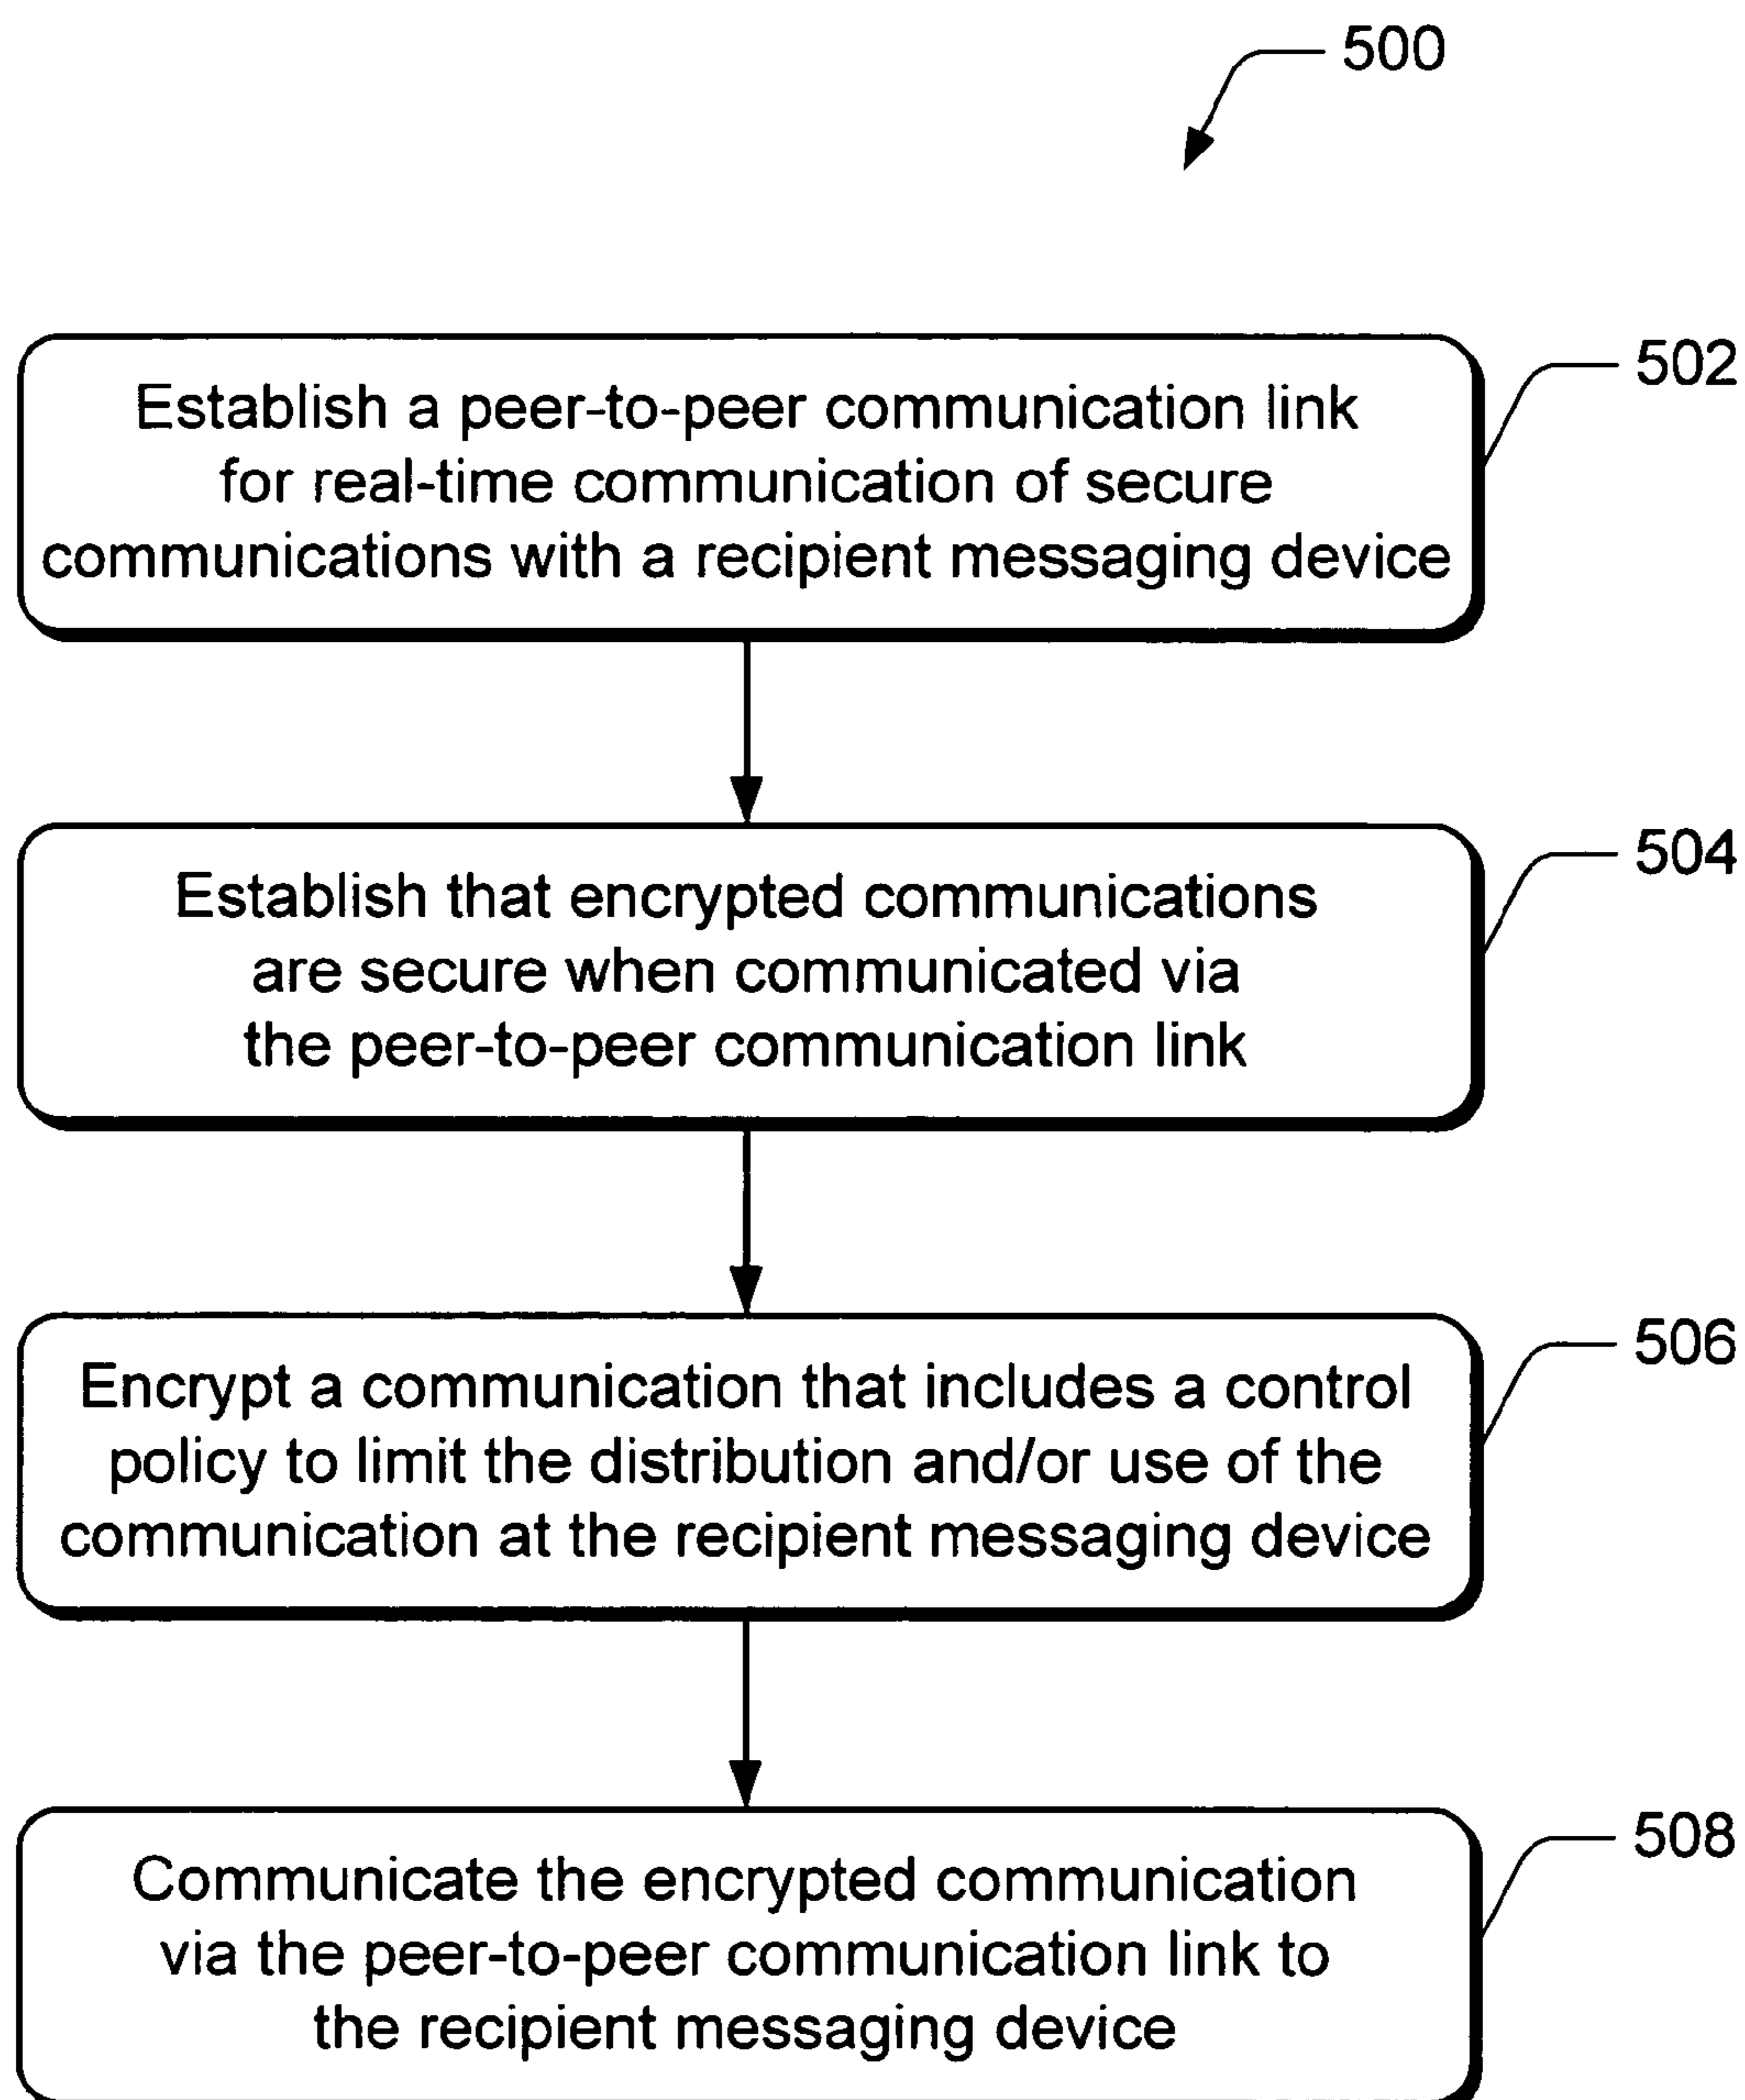 500
502
Establish a peer-to-peer communication link
for real-time communication of secure
communications with a recipient messaging device
504
Establish that encrypted communications
are secure when communicated via
the peer-to-peer communication link
506
Encrypt a communication that includes a control
policy to limit the distribution and/or use of the
communication at the recipient messaging device
508
Communicate the encrypted communication
via the peer-to-peer communication link to
the recipient messaging device